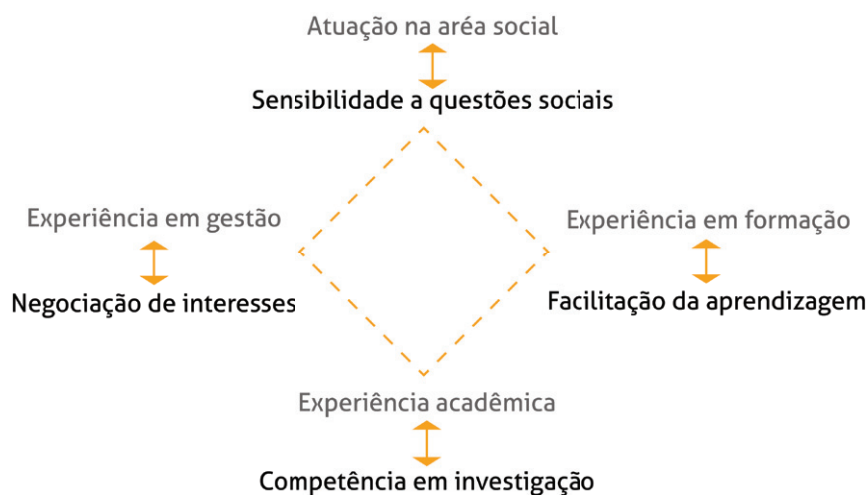 Atuação na aréa social
Sensibilidade a questões sociais
Experiência em gestão
Negociação de interesses
Experiência em formação
Facilitação da aprendizagem
Experiência acadêmica
Competência em investigação